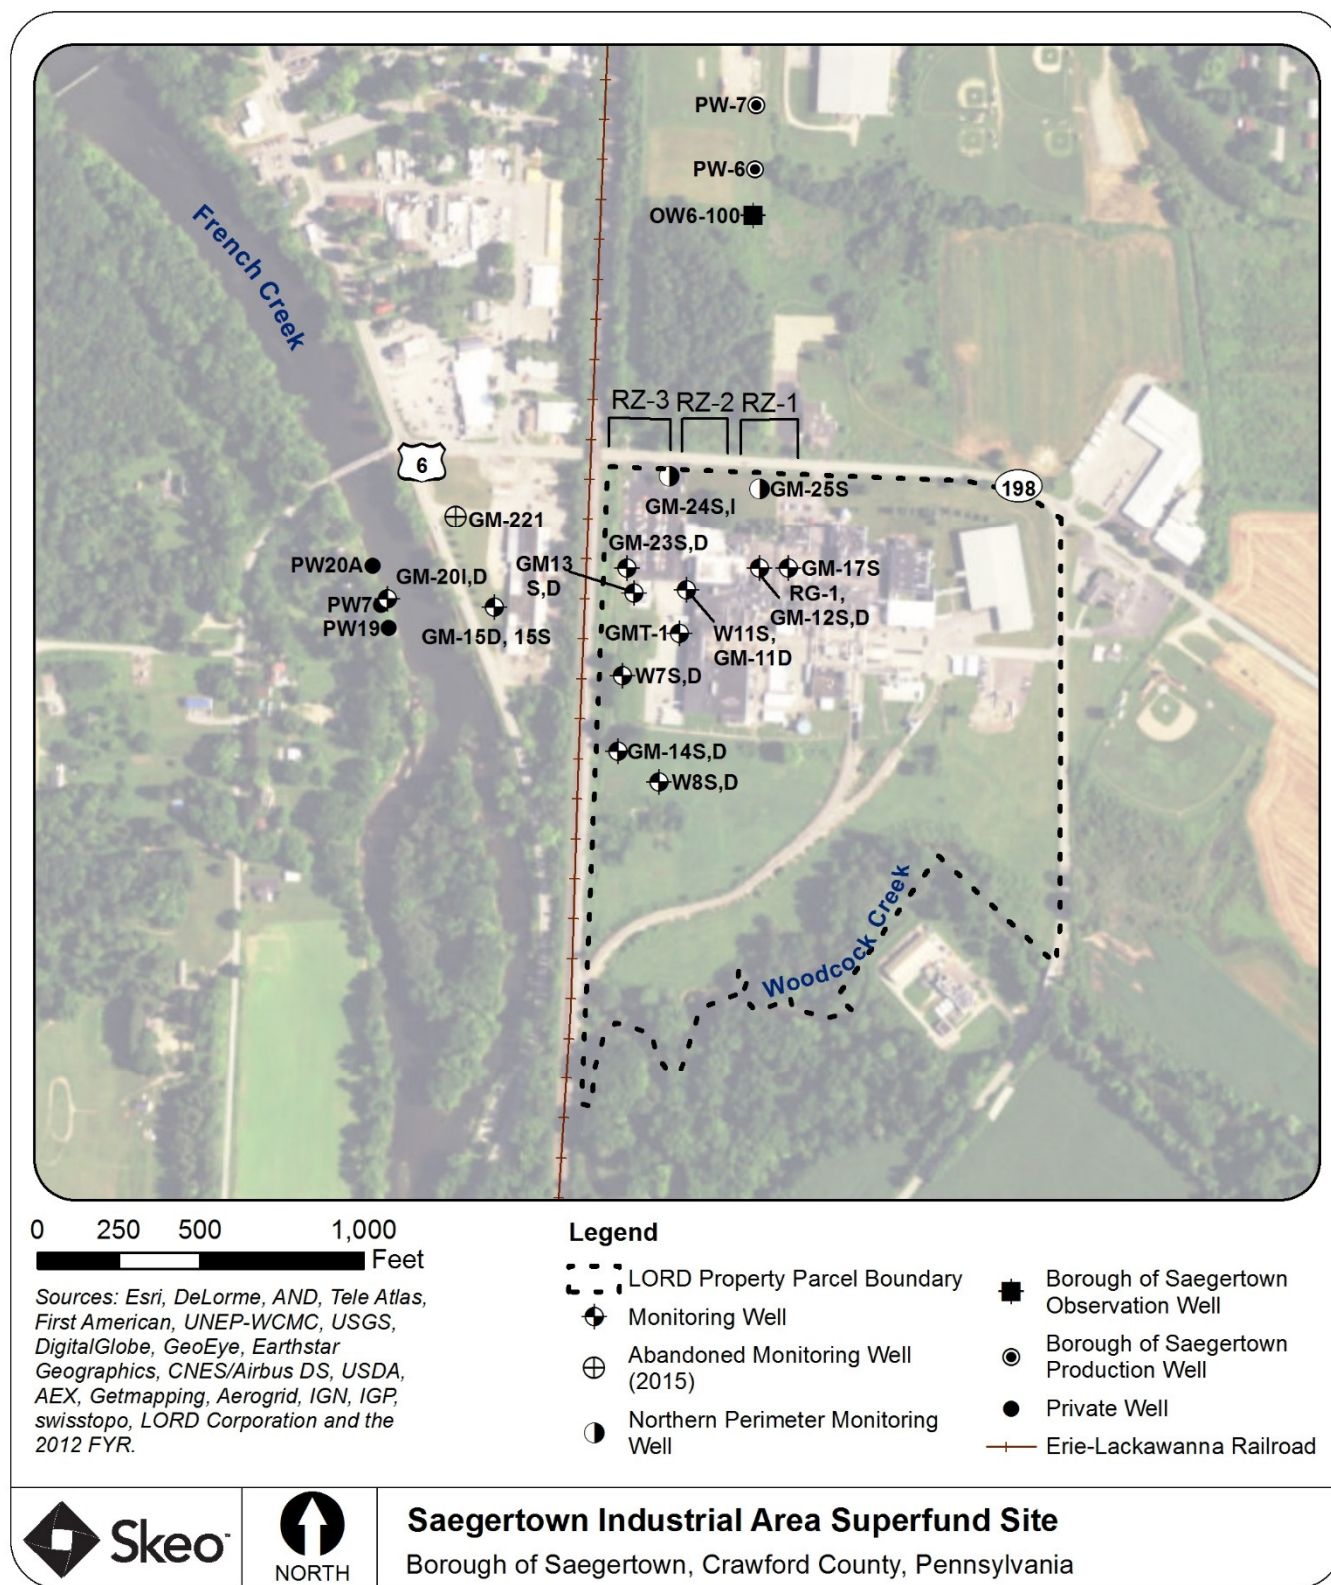 PW-7
PW-6
OW6-100
French Creek
RZ-3
RZ-2
RZ-1
6
198
GM-24S,I
GM-25S
GM-221
GM-23S,D
PW20A
GM-20I,D
GM13
S,D
GM-17S
RG-1,
GM-12S,D
PW7
PW19
GM-15D, 15S
GMT-1
W11S,
GM-11D
W7S,D
GM-14S,D
W8S,D
Woodcock Creek
0 250 500 1,000
Feet
Sources: Esri, DeLorme, AND, Tele Atlas,
First American, UNEP-WCMC, USGS,
DigitalGlobe, GeoEye, Earthstar
Geographics, CNES/Airbus DS, USDA,
AEX, Getmapping, Aerogrid, IGN, IGP,
swisstopo, LORD Corporation and the
2012 FYR.
Legend
LORD Property Parcel Boundary
Monitoring Well
Abandoned Monitoring Well
(2015)
Northern Perimeter Monitoring
Well
Borough of Saegertown
Observation Well
Borough of Saegertown
Production Well
Private Well
Erie-Lackawanna Railroad
Skeo™
NORTH
Saegertown Industrial Area Superfund Site
Borough of Saegertown, Crawford County, Pennsylvania